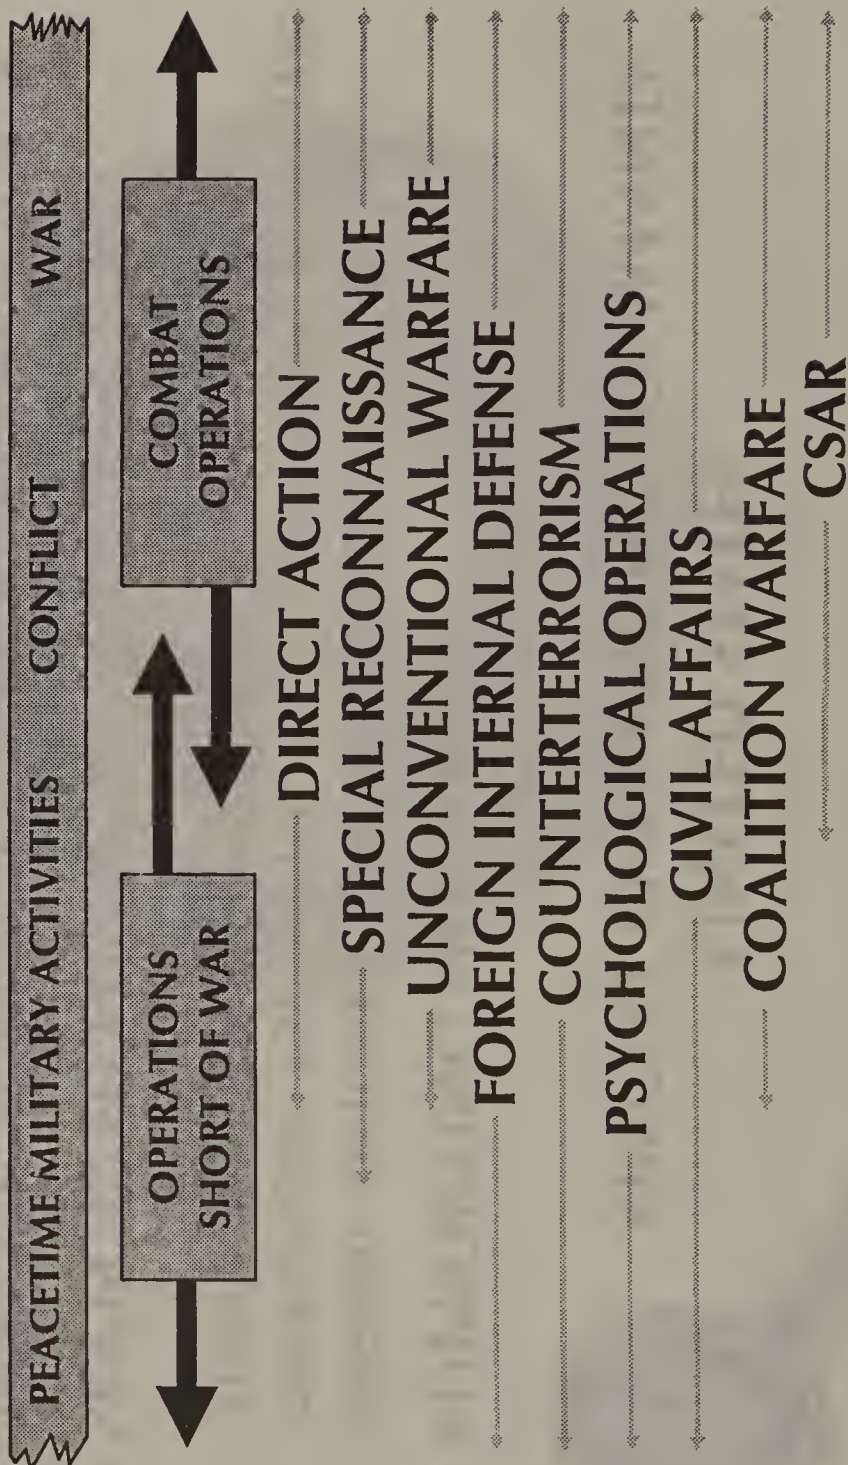 PEACETIME MILITARY ACTIVITIES CONFLICT WAR
OPERATIONS
SHORT OF WAR
COMBAT
OPERATIONS
DIRECT ACTION
SPECIAL RECONNAISSANCE
UNCONVENTIONAL WARFARE
FOREIGN INTERNAL DEFENSE
COUNTERTERRORISM
PSYCHOLOGICAL OPERATIONS
CIVIL AFFAIRS
COALITION WARFARE
CSAR